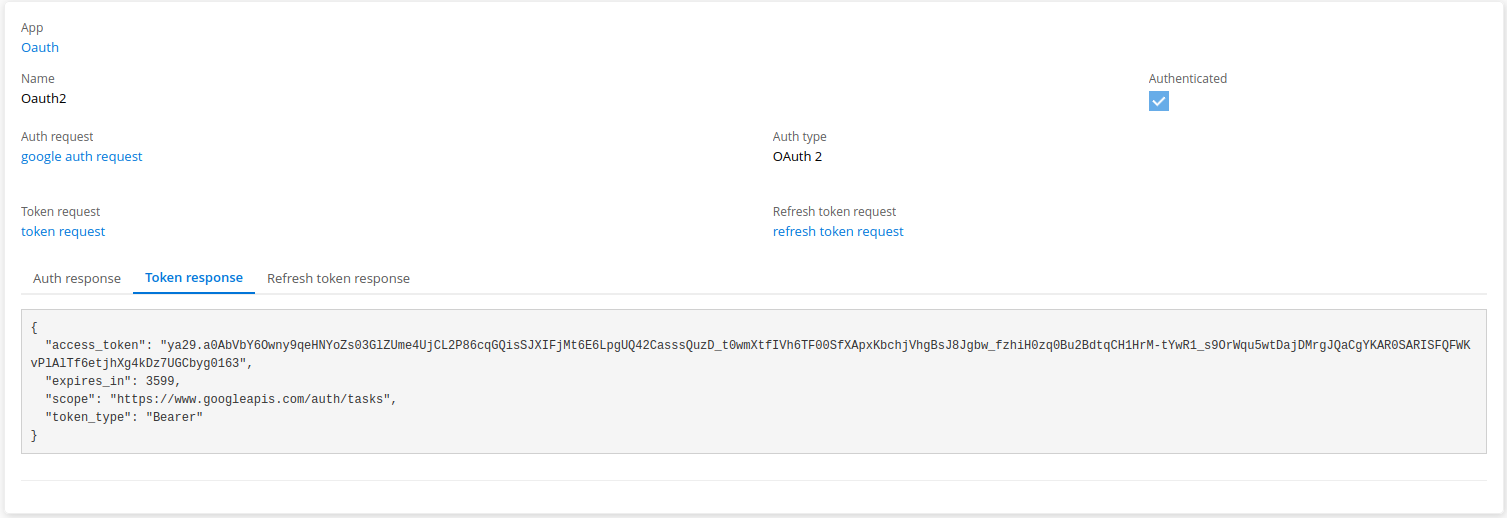 App
Oauth
Name
Authenticated
Oauth2
Auth request
Auth type
google auth request
OAuth 2
Token request
Refresh token request
token request
refresh token request
Auth response Token response Refresh token response
{
"access_token": "ya29.a0AbVbY6Owny9qeHNYoZs03GlZUme4UjCL2P86cqGQisSJXIFjMt6E6LpgUQ42CasssQuzD_t0wmXtfIVh6TF00SfXApxKbchjVhgBsJ8Jgbw_fzhiH0zq0Bu2BdtqCH1HrM-tYwR1_s9OrWqu5wtDajDMrgJQaCgYKAR0SARISFQFWK
vPlAlTf6etjhXg4kDz7UGCbyg0163",
"expires_in": 3599,
"scope": "https://www.googleapis.com/auth/tasks",
"token_type": "Bearer"
}